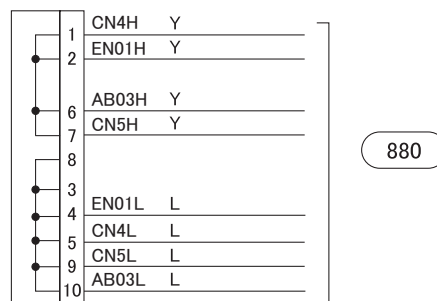 1 CN4H Y
2 EN01H Y
6 AB03H Y
7 CN5H Y
8
3
4 EN01L L
5 CN4L L
9 CN5L L
10 AB03L L
880